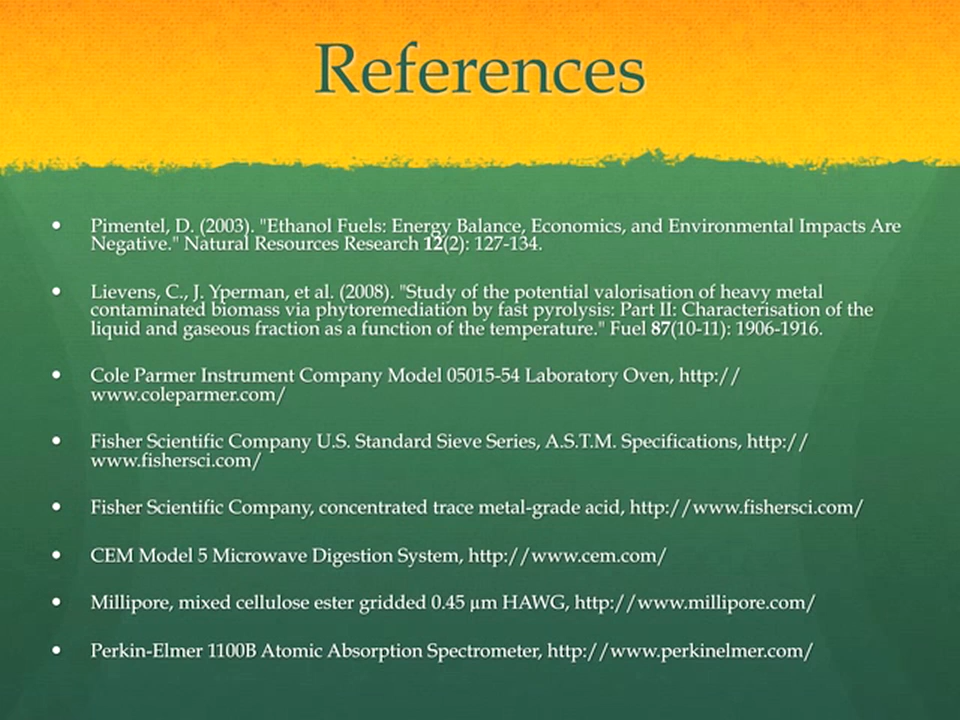 References
• Pimentel, D. (2003). "Ethanol Fuels: Energy Balance, Economics, and Environmental Impacts Are
Negative." Natural Resources Research 12(2): 127-134.
• Lievens, C., J. Yperman, et al. (2008). "Study of the potential valorisation of heavy metal
contaminated biomass via phytoremediation by fast pyrolysis: Part II: Characterisation of the
liquid and gaseous fraction as a function of the temperature." Fuel 87(10-11): 1906-1916.
• Cole Parmer Instrument Company Model 05015-54 Laboratory Oven, http://
www.coleparmer.com/
• Fisher Scientific Company U.S. Standard Sieve Series, A.S.T.M. Specifications, http://
www.fishersci.com/
• Fisher Scientific Company, concentrated trace metal-grade acid, http://www.fishersci.com/
• CEM Model 5 Microwave Digestion System, http://www.cem.com/
• Millipore, mixed cellulose ester gridded 0.45 µm HAWG, http://www.millipore.com/
• Perkin-Elmer 1100B Atomic Absorption Spectrometer, http://www.perkinelmer.com/